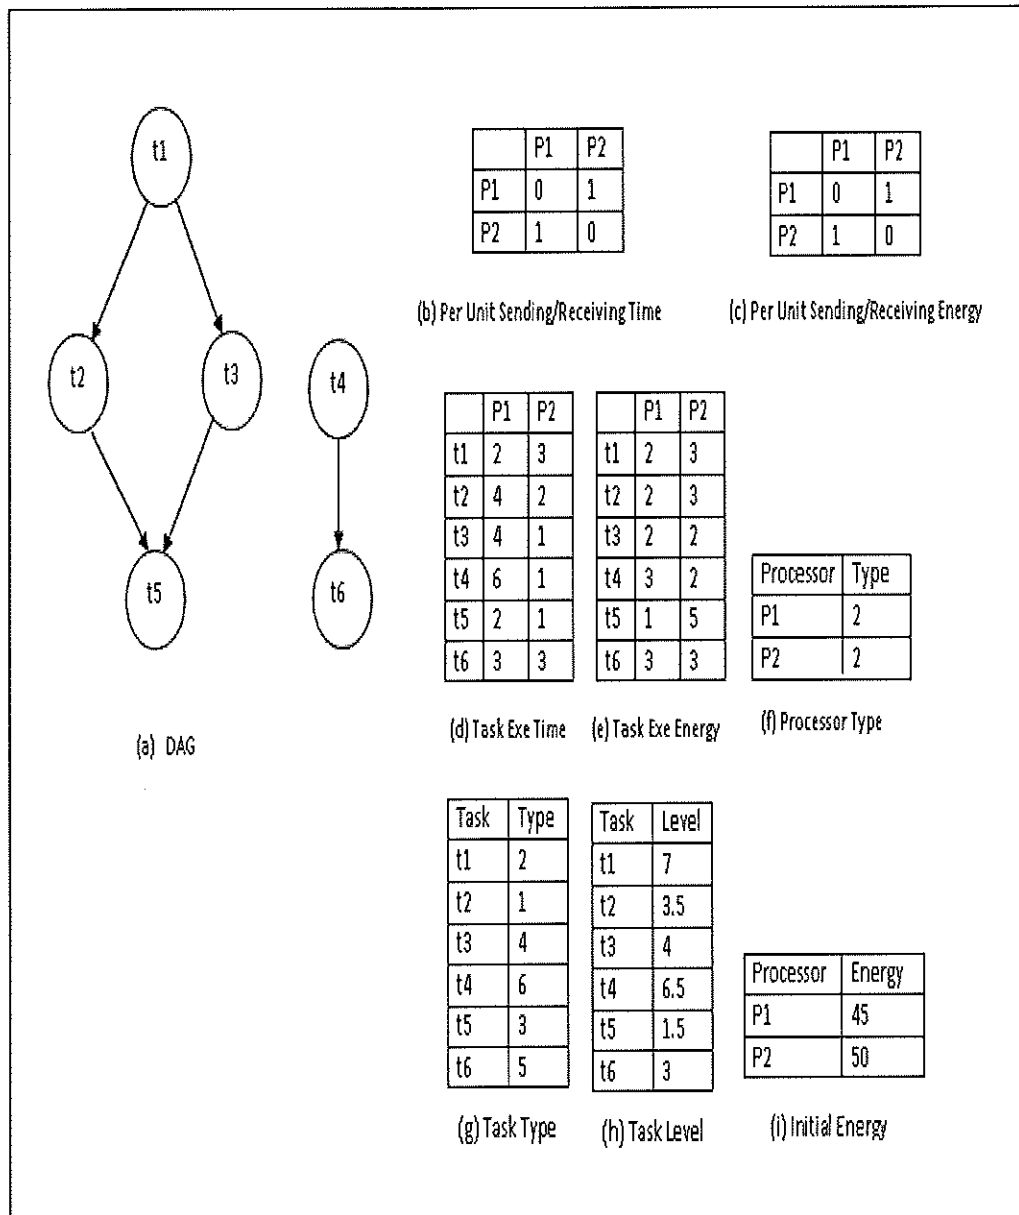 t1
t2
t3
t4
t5
t6
(a) DAG
P1 P2
P1 0 1
P2 1 0
(b) Per Unit Sending/Receiving Time
P1 P2
P1 0 1
P2 1 0
(c) Per Unit Sending/Receiving Energy
P1 P2
t1 2 3
t2 4 2
t3 4 1
t4 6 1
t5 2 1
t6 3 3
(d) Task Exe Time
P1 P2
t1 2 3
t2 2 3
t3 2 2
t4 3 2
t5 1 5
t6 3 3
(e) Task Exe Energy
Processor Type
P1 2
P2 2
(f) Processor Type
Task Type
t1 2
t2 1
t3 4
t4 6
t5 3
t6 5
(g) Task Type
Task Level
t1 7
t2 3.5
t3 4
t4 6.5
t5 1.5
t6 3
(h) Task Level
Processor Energy
P1 45
P2 50
(i) Initial Energy